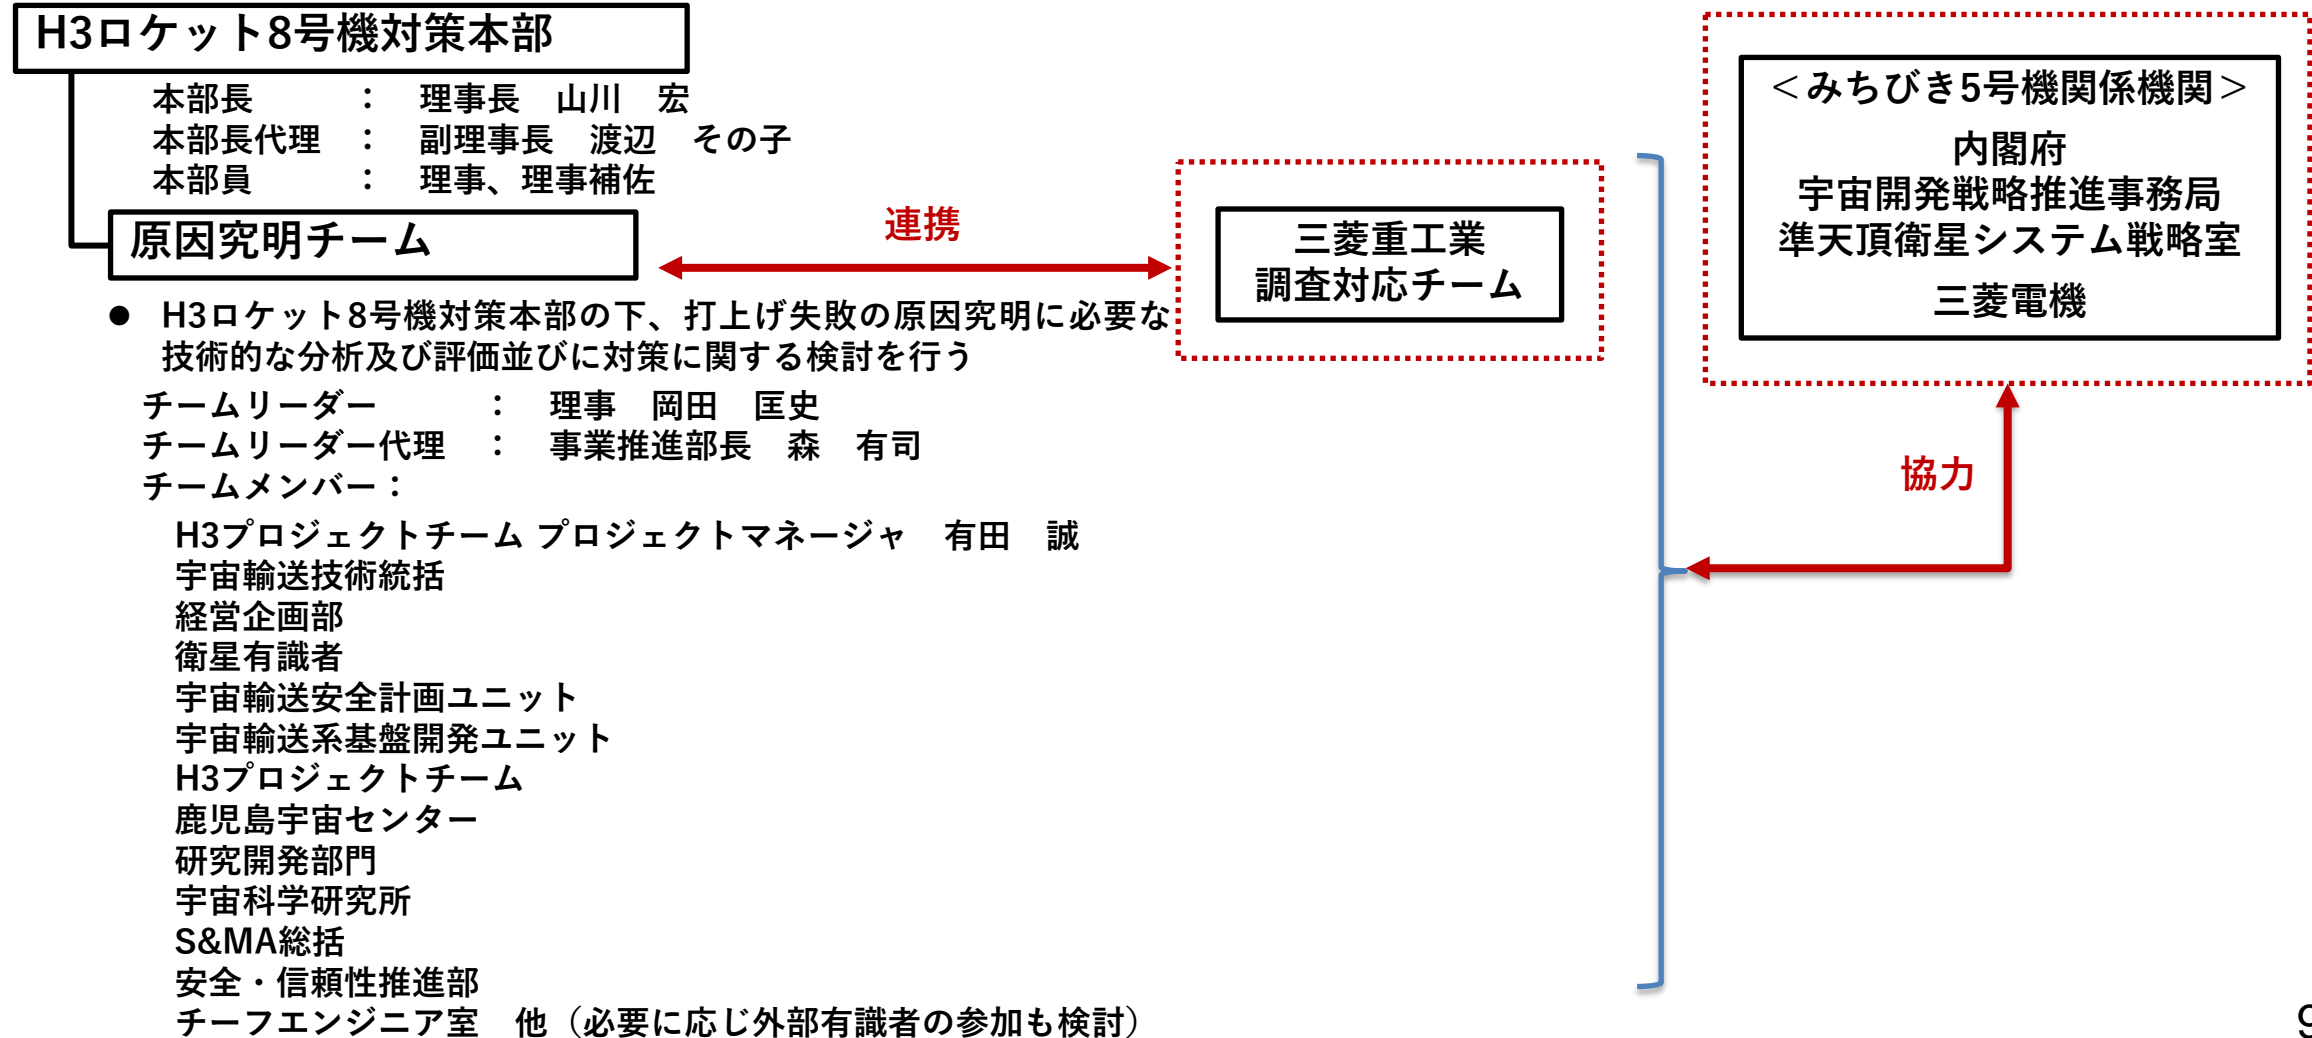 H3ロケット8号機対策本部
本部長　：　理事長　山川　宏
本部長代理　：　副理事長　渡辺　その子
本部員　：　理事、理事補佐
原因究明チーム
● H3ロケット8号機対策本部の下、打上げ失敗の原因究明に必要な
技術的な分析及び評価並びに対策に関する検討を行う
チームリーダー　：　理事　岡田　匡史
チームリーダー代理　：　事業推進部長　森　有司
チームメンバー：
H3プロジェクトチーム プロジェクトマネージャ　有田　誠
宇宙輸送技術統括
経営企画部
衛星有識者
宇宙輸送安全計画ユニット
宇宙輸送系基盤開発ユニット
H3プロジェクトチーム
鹿児島宇宙センター
研究開発部門
宇宙科学研究所
S&MA総括
安全・信頼性推進部
チーフエンジニア室　他（必要に応じ外部有識者の参加も検討）
連携
三菱重工業
調査対応チーム
＜みちびき5号機関係機関＞
内閣府
宇宙開発戦略推進事務局
準天頂衛星システム戦略室
三菱電機
協力
9